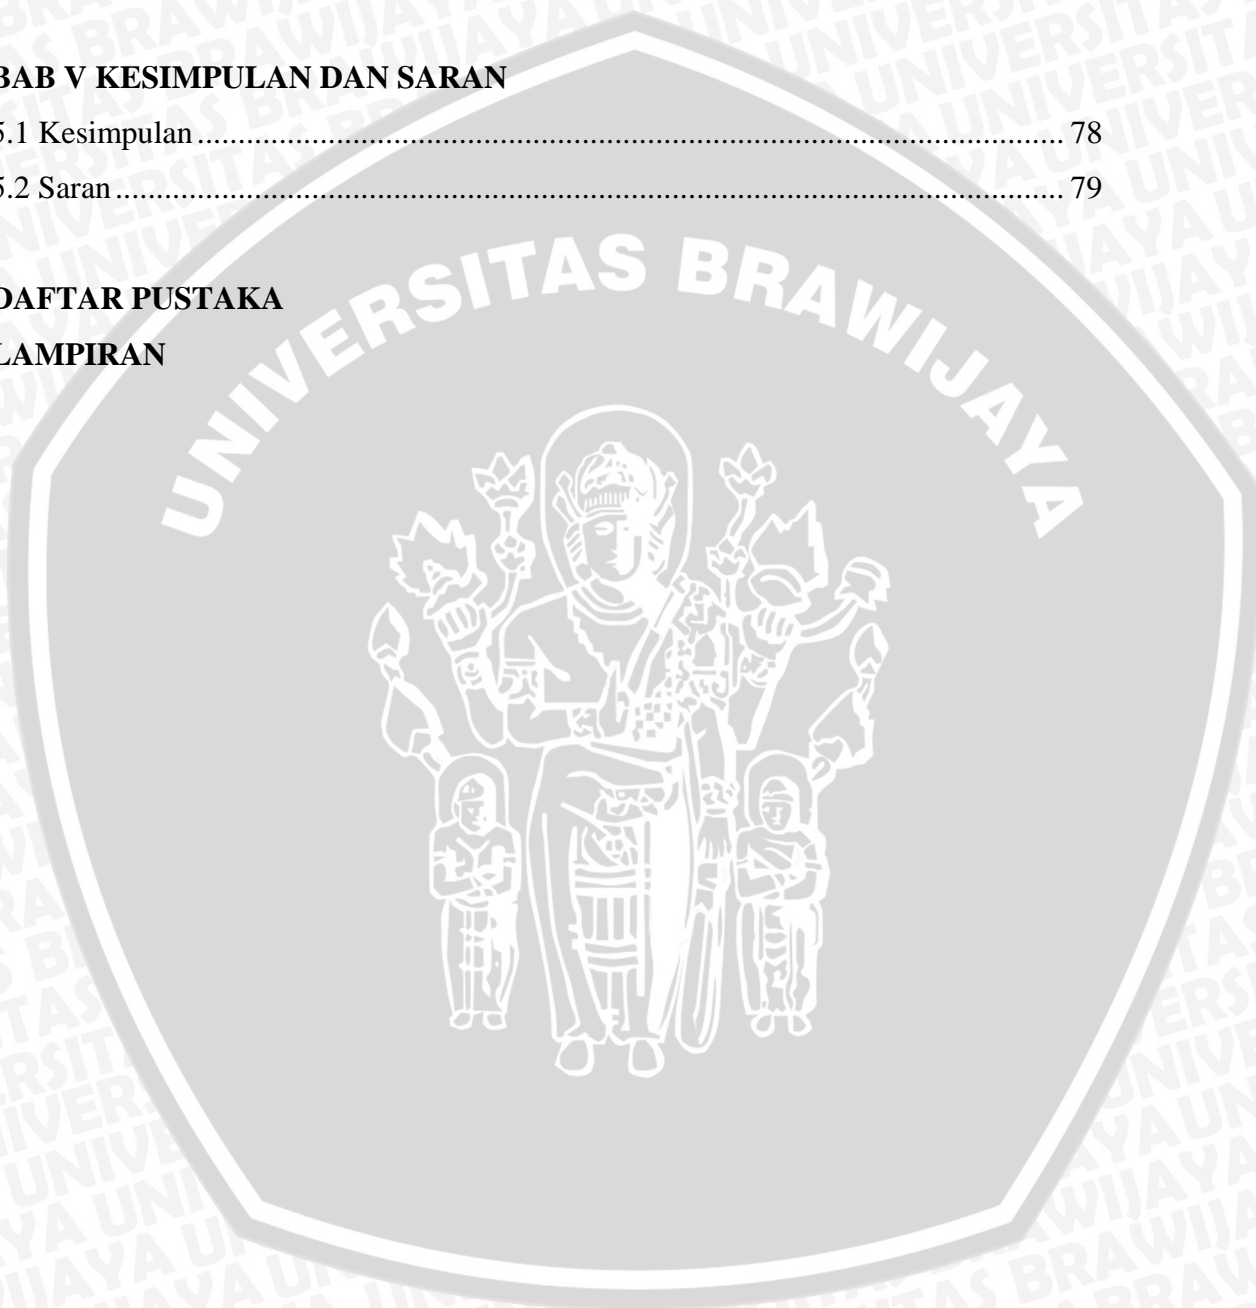 BAB V KESIMPULAN DAN SARAN
5.1 Kesimpulan ........................................................................................................... 78
5.2 Saran ..................................................................................................................... 79
DAFTAR PUSTAKA
LAMPIRAN
UNIVERSITAS BRAWIJAYA